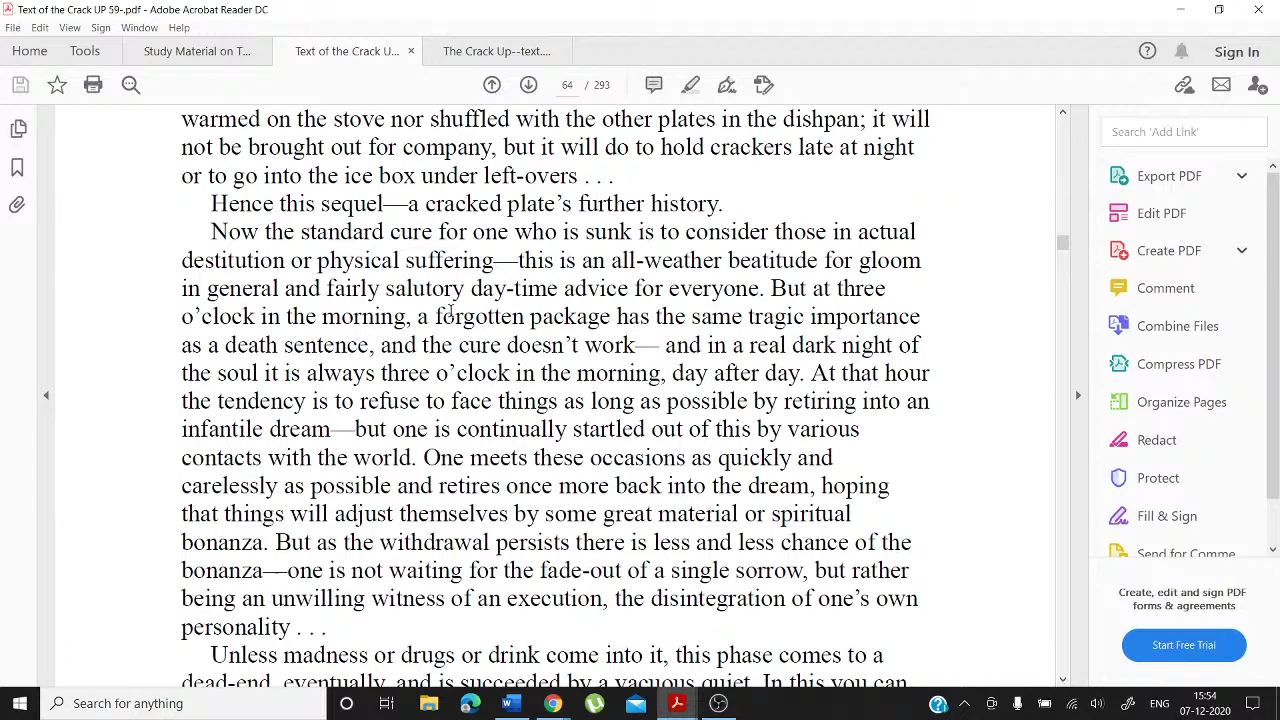 Text of the Crack UP 59-.pdf - Adobe Acrobat Reader DC
File Edit View Sign Window Help
Home Tools Study Material on T... Text of the Crack U... × The Crack Up--text.... Sign In
64 / 293
warmed on the stove nor shuffled with the other plates in the dishpan; it will
not be brought out for company, but it will do to hold crackers late at night
or to go into the ice box under left-overs . . .
Hence this sequel—a cracked plate’s further history.
Now the standard cure for one who is sunk is to consider those in actual
destitution or physical suffering—this is an all-weather beatitude for gloom
in general and fairly salutory day-time advice for everyone. But at three
o’clock in the morning, a forgotten package has the same tragic importance
as a death sentence, and the cure doesn’t work— and in a real dark night of
the soul it is always three o’clock in the morning, day after day. At that hour
the tendency is to refuse to face things as long as possible by retiring into an
infantile dream—but one is continually startled out of this by various
contacts with the world. One meets these occasions as quickly and
carelessly as possible and retires once more back into the dream, hoping
that things will adjust themselves by some great material or spiritual
bonanza. But as the withdrawal persists there is less and less chance of the
bonanza—one is not waiting for the fade-out of a single sorrow, but rather
being an unwilling witness of an execution, the disintegration of one’s own
personality . . .
Unless madness or drugs or drink come into it, this phase comes to a
dead-end, eventually, and is succeeded by a vacuous quiet. In this you can
Search 'Add Link'
Export PDF
Edit PDF
Create PDF
Comment
Combine Files
Compress PDF
Organize Pages
Redact
Protect
Fill & Sign
Send for Comme
Create, edit and sign PDF
forms & agreements
Start Free Trial
Search for anything
ENG
15:54
07-12-2020